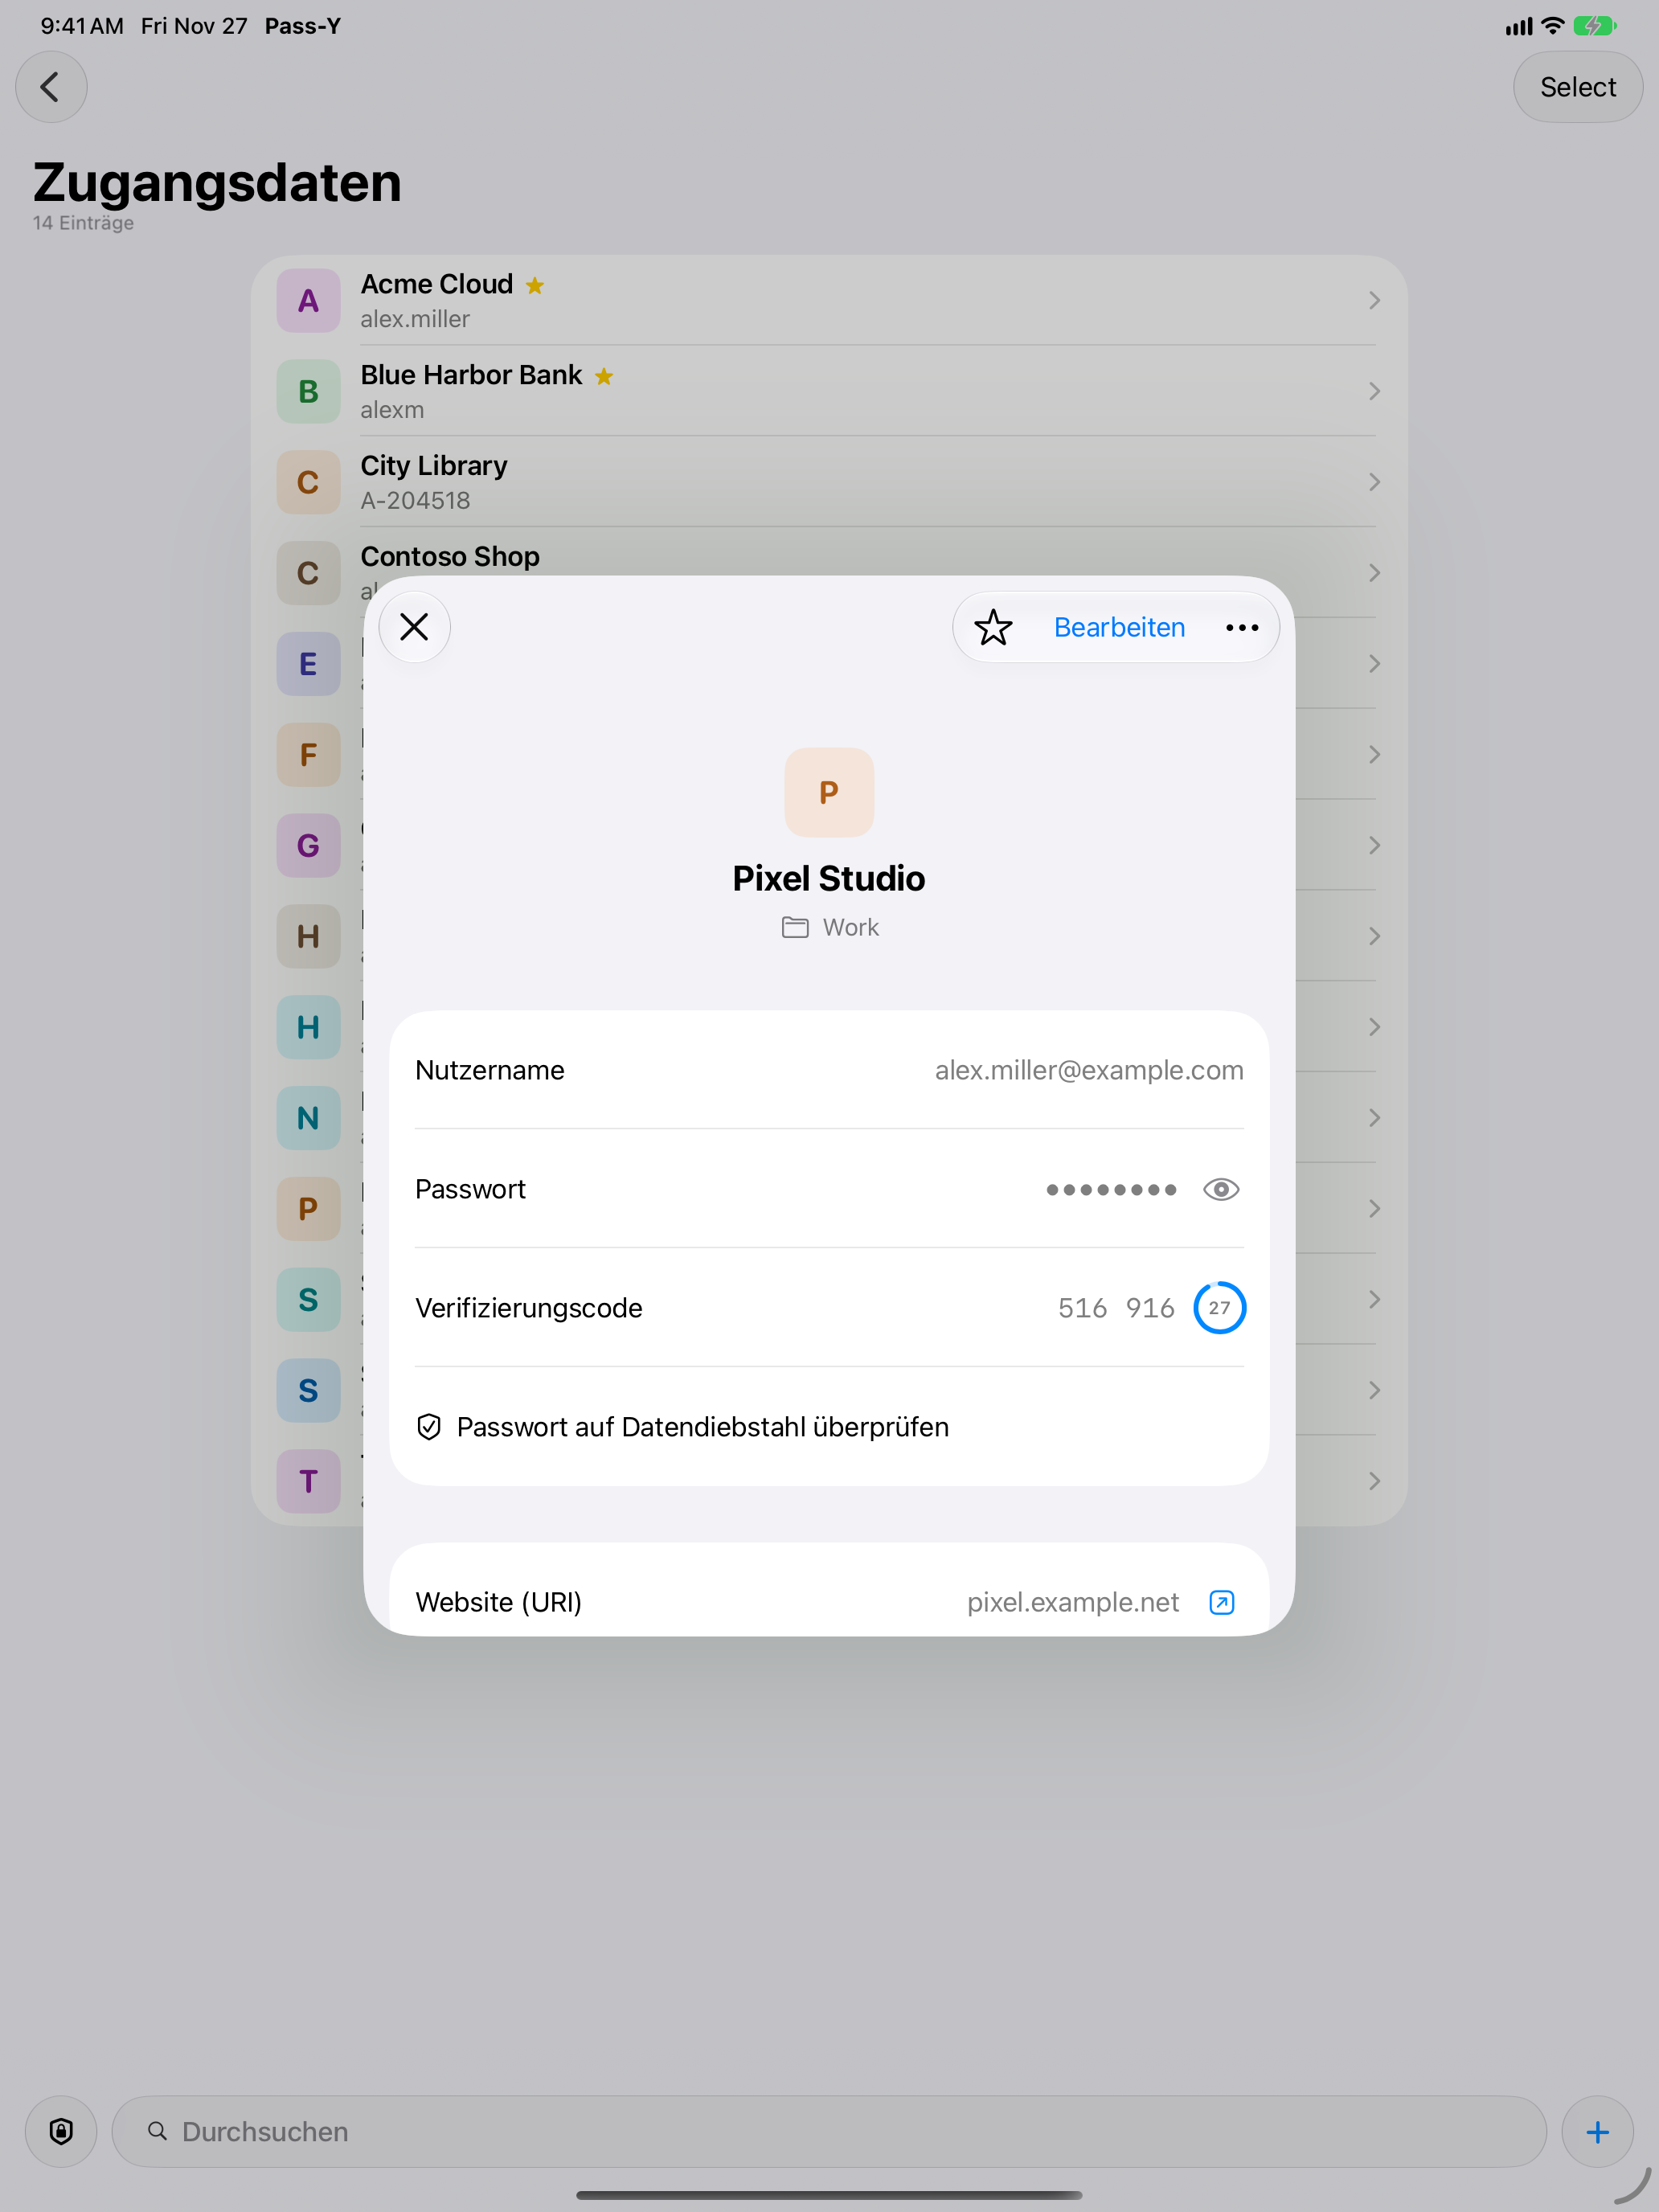 9:41 AM Fri Nov 27 Pass-Y
Select
Zugangsdaten
14 Einträge
A
Acme Cloud
alex.miller
B
Blue Harbor Bank
alexm
C
City Library
A-204518
C
Contoso Shop
E
F
G
H
H
N
P
S
S
T
Bearbeiten
P
Pixel Studio
Work
Nutzername alex.miller@example.com
Passwort ••••••••
Verifizierungscode 516 916 27
Passwort auf Datendiebstahl überprüfen
Website (URI) pixel.example.net
Durchsuchen